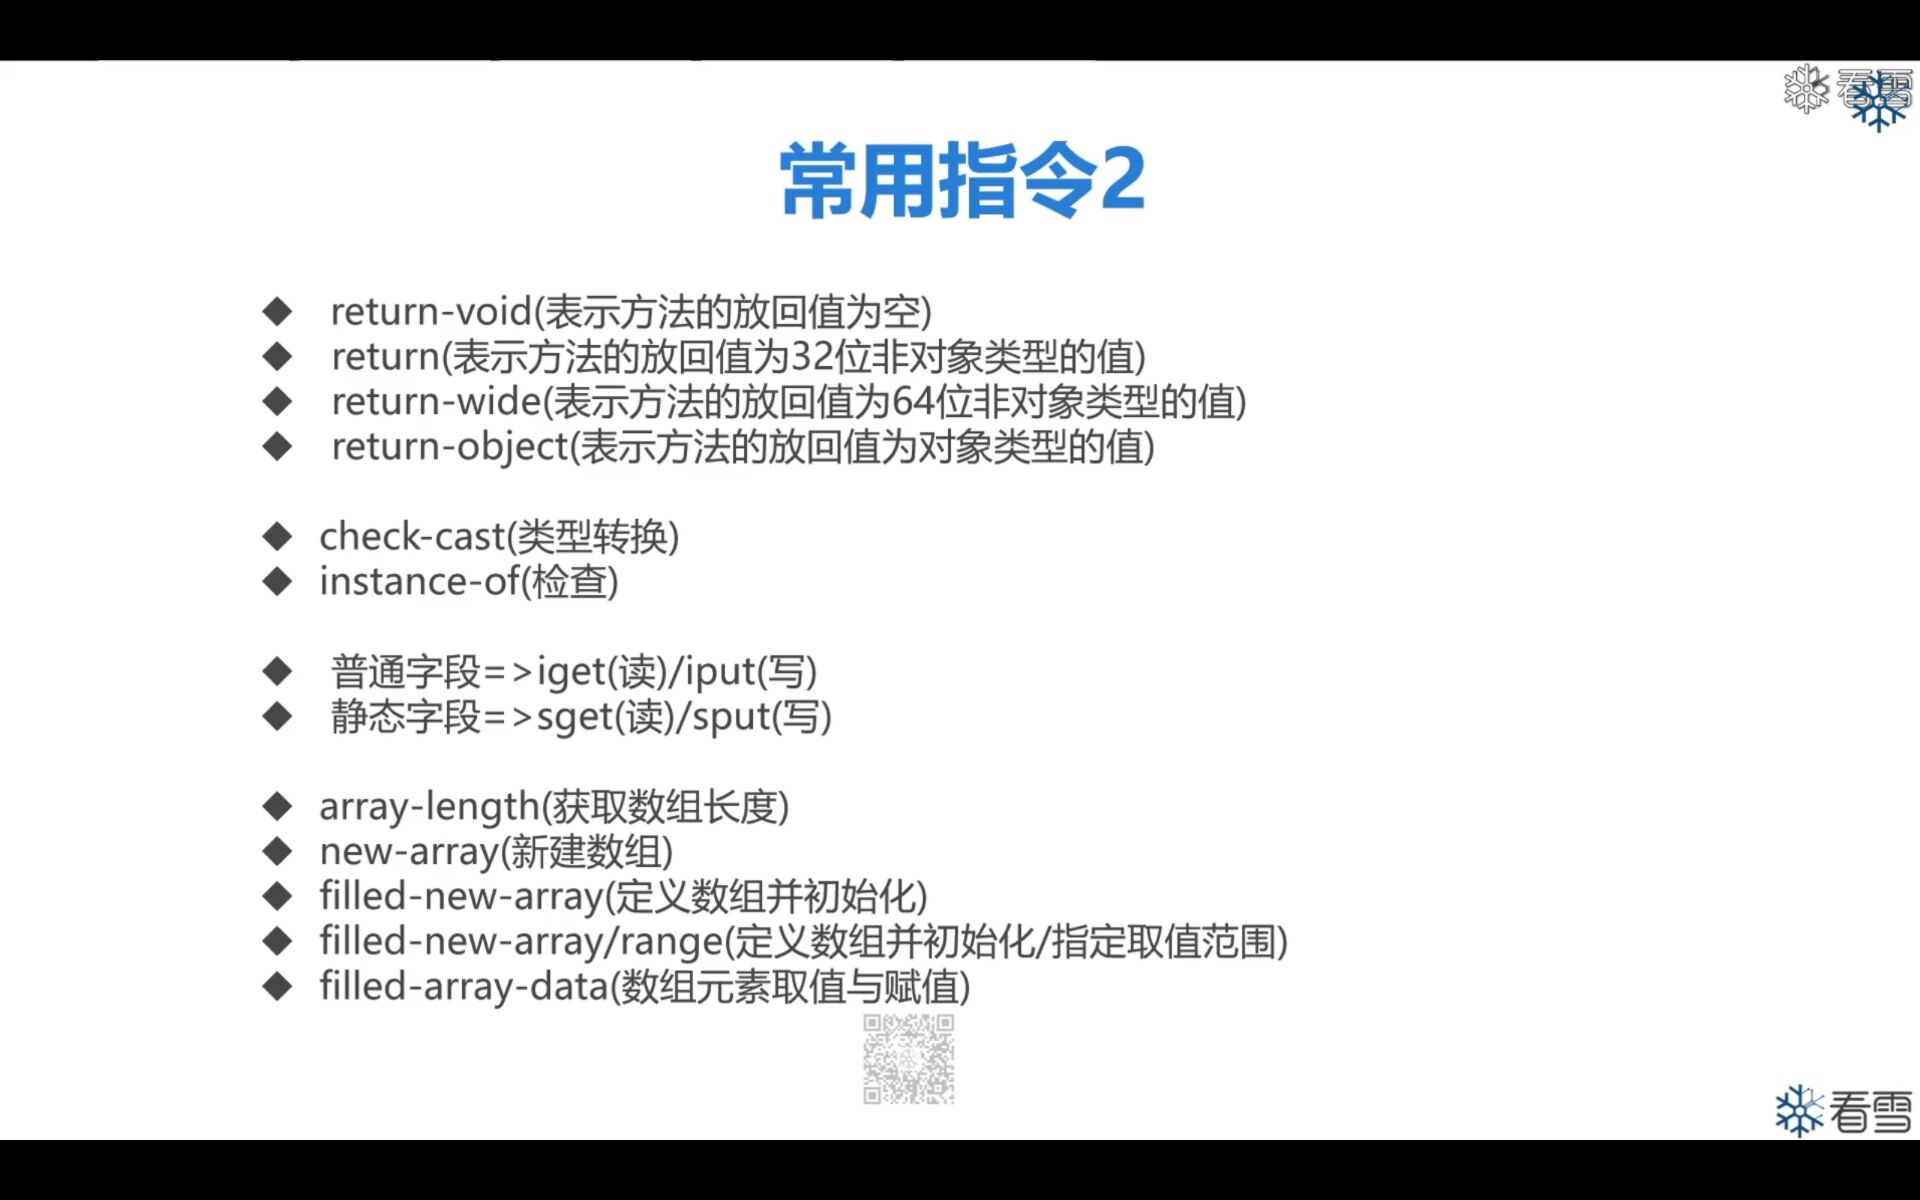 看雪
常用指令2
◆ return-void(表示方法的放回值为空)
◆ return(表示方法的放回值为32位非对象类型的值)
◆ return-wide(表示方法的放回值为64位非对象类型的值)
◆ return-object(表示方法的放回值为对象类型的值)
◆ check-cast(类型转换)
◆ instance-of(检查)
◆ 普通字段=>iget(读)/iput(写)
◆ 静态字段=>sget(读)/sput(写)
◆ array-length(获取数组长度)
◆ new-array(新建数组)
◆ filled-new-array(定义数组并初始化)
◆ filled-new-array/range(定义数组并初始化/指定取值范围)
◆ filled-array-data(数组元素取值与赋值)
看雪